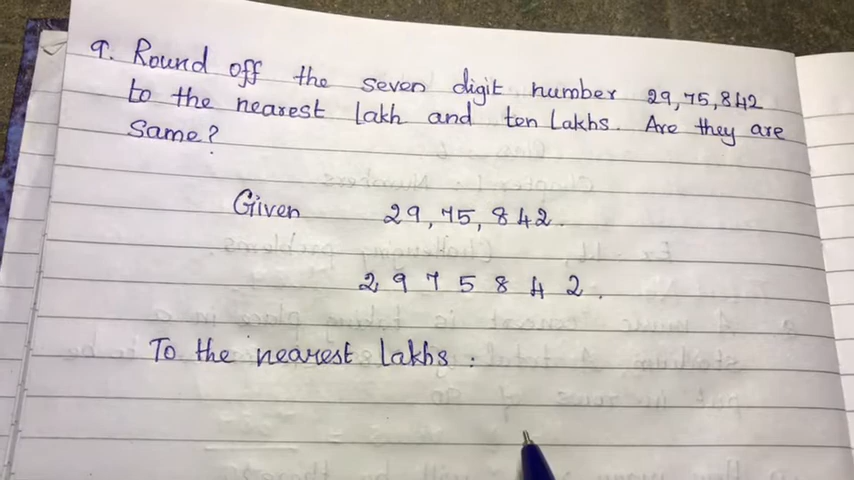 9. Round off the seven digit number 29,75,842
to the nearest lakh and ten Lakhs. Are they are
same?
Given 29,75,842.
2 9 7 5 8 4 2.
To the nearest lakhs :